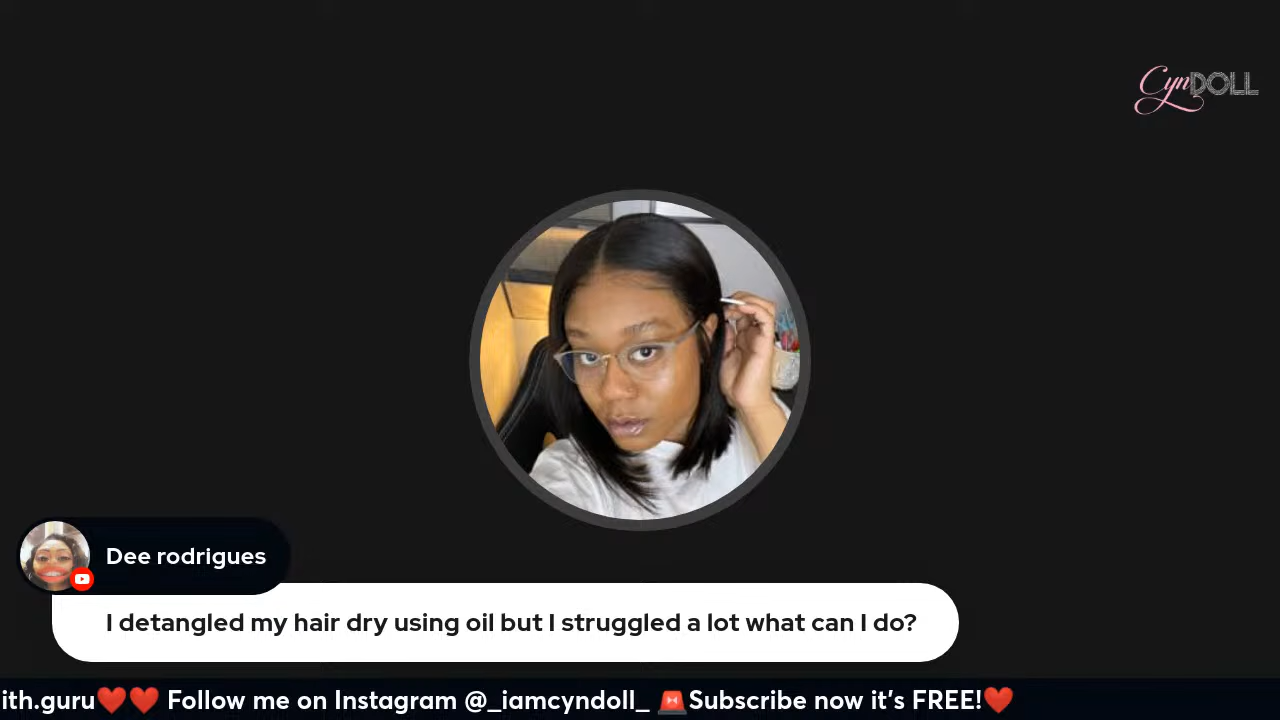 CynDOLL
Dee rodrigues
I detangled my hair dry using oil but I struggled a lot what can I do?
ith.guru❤️❤️ Follow me on Instagram @_iamcyndoll_ 🚨Subscribe now it's FREE!❤️